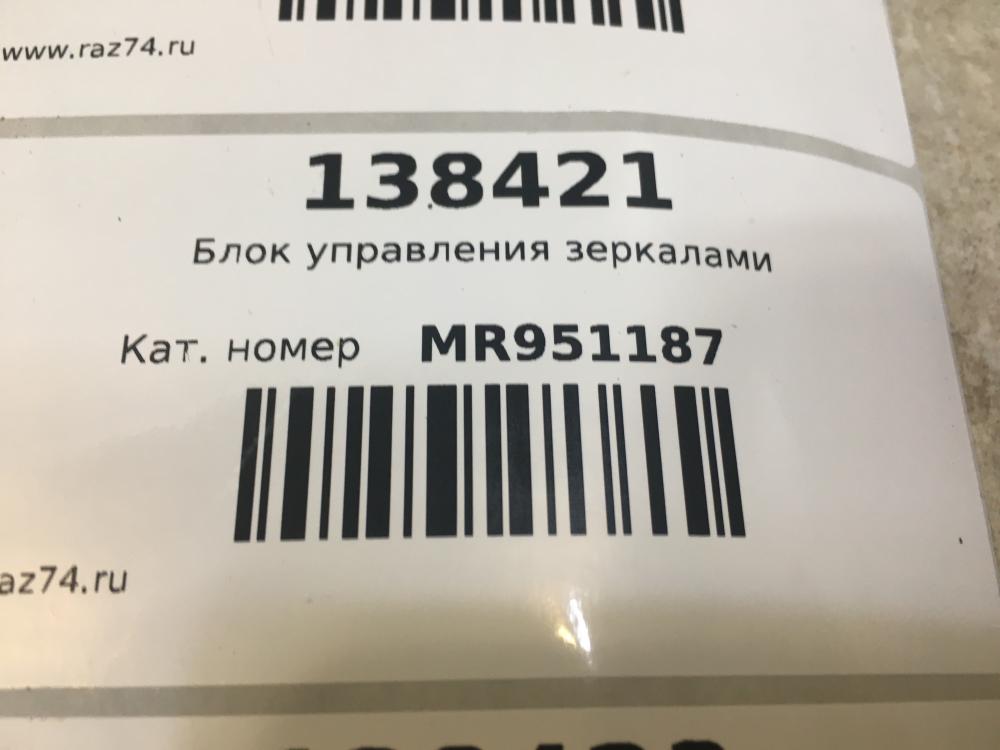 www.raz74.ru
138421
Блок управления зеркалами
Кат. номер MR951187
az74.ru